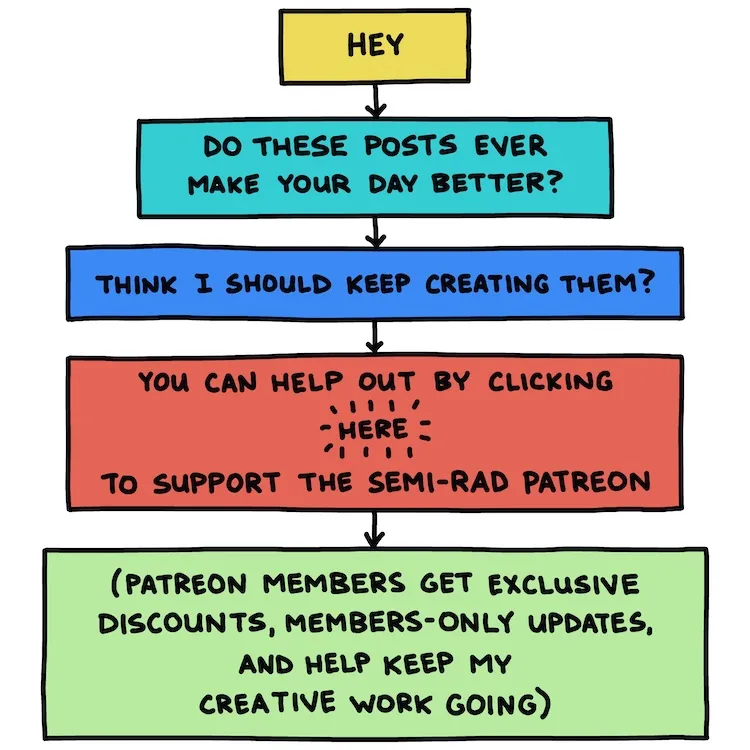 HEY
DO THESE POSTS EVER
MAKE YOUR DAY BETTER?
THINK I SHOULD KEEP CREATING THEM?
YOU CAN HELP OUT BY CLICKING
HERE
TO SUPPORT THE SEMI-RAD PATREON
(PATREON MEMBERS GET EXCLUSIVE
DISCOUNTS, MEMBERS-ONLY UPDATES,
AND HELP KEEP MY
CREATIVE WORK GOING)